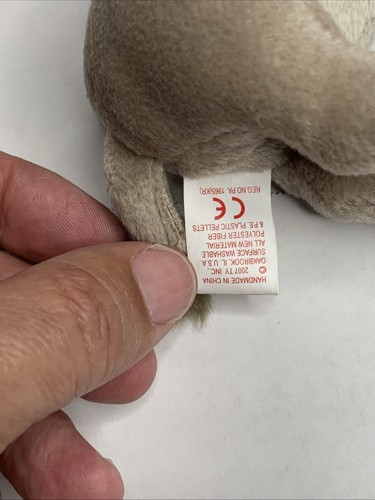 HANDMADE IN CHINA
© 2007 TY INC.
OAKBROOK, IL U.S.A.
SURFACE WASHABLE
ALL NEW MATERIAL
POLYESTER FIBER
& P.E. PLASTIC PELLETS
CE
REG.NO PA. 1965(KR)